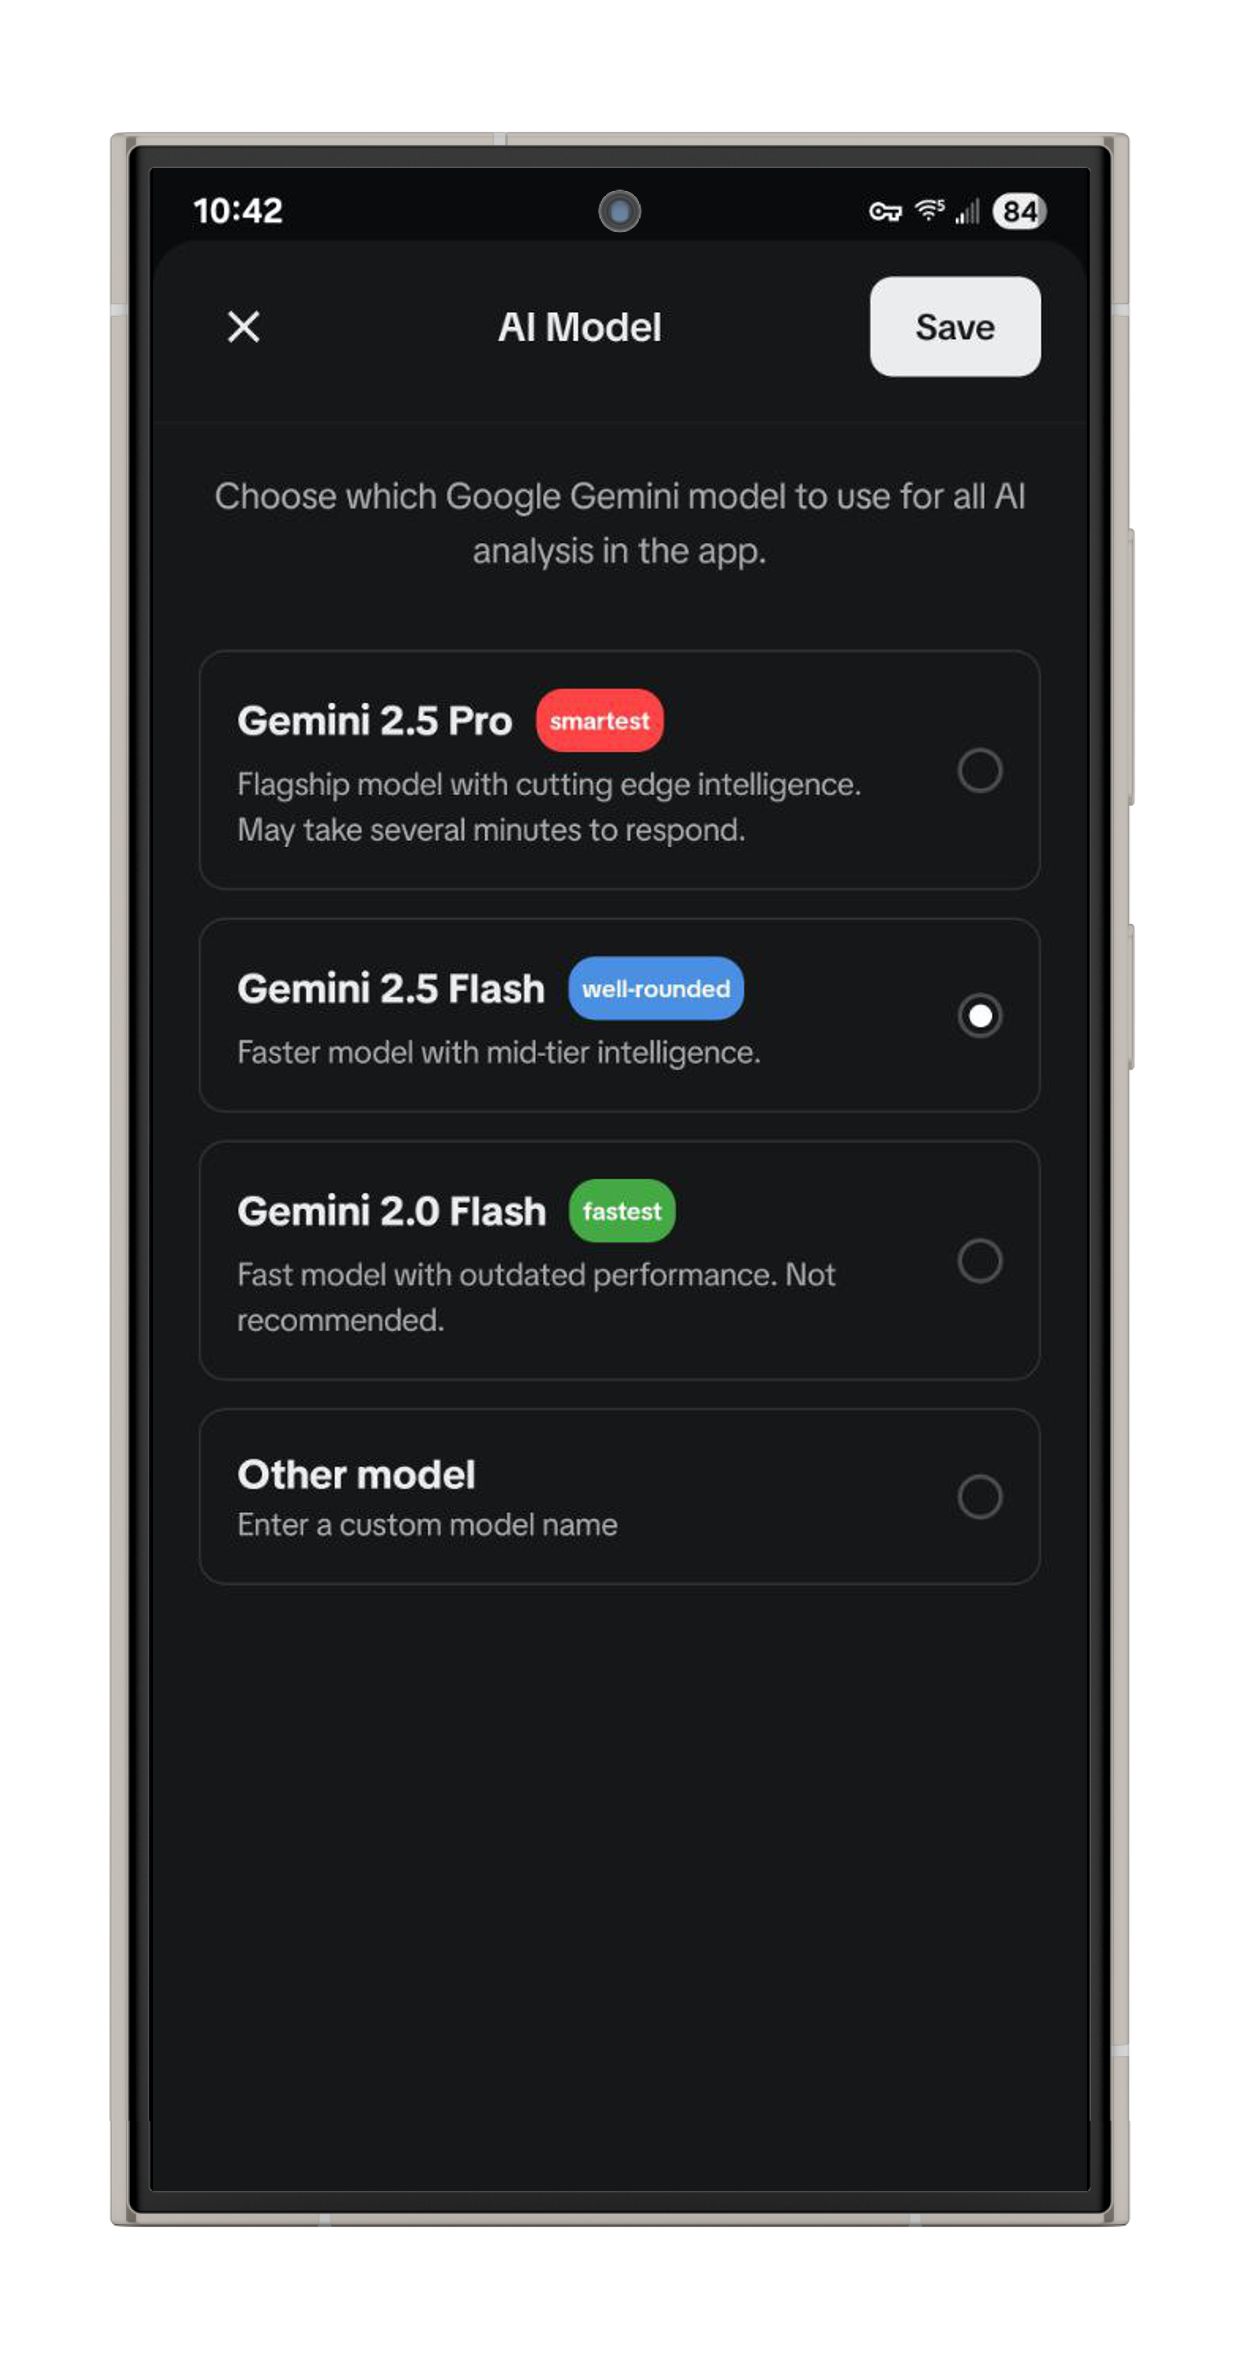 10:42
5
84
AI Model
Save
Choose which Google Gemini model to use for all AI
analysis in the app.
Gemini 2.5 Pro smartest
Flagship model with cutting edge intelligence.
May take several minutes to respond.
Gemini 2.5 Flash well-rounded
Faster model with mid-tier intelligence.
Gemini 2.0 Flash fastest
Fast model with outdated performance. Not
recommended.
Other model
Enter a custom model name